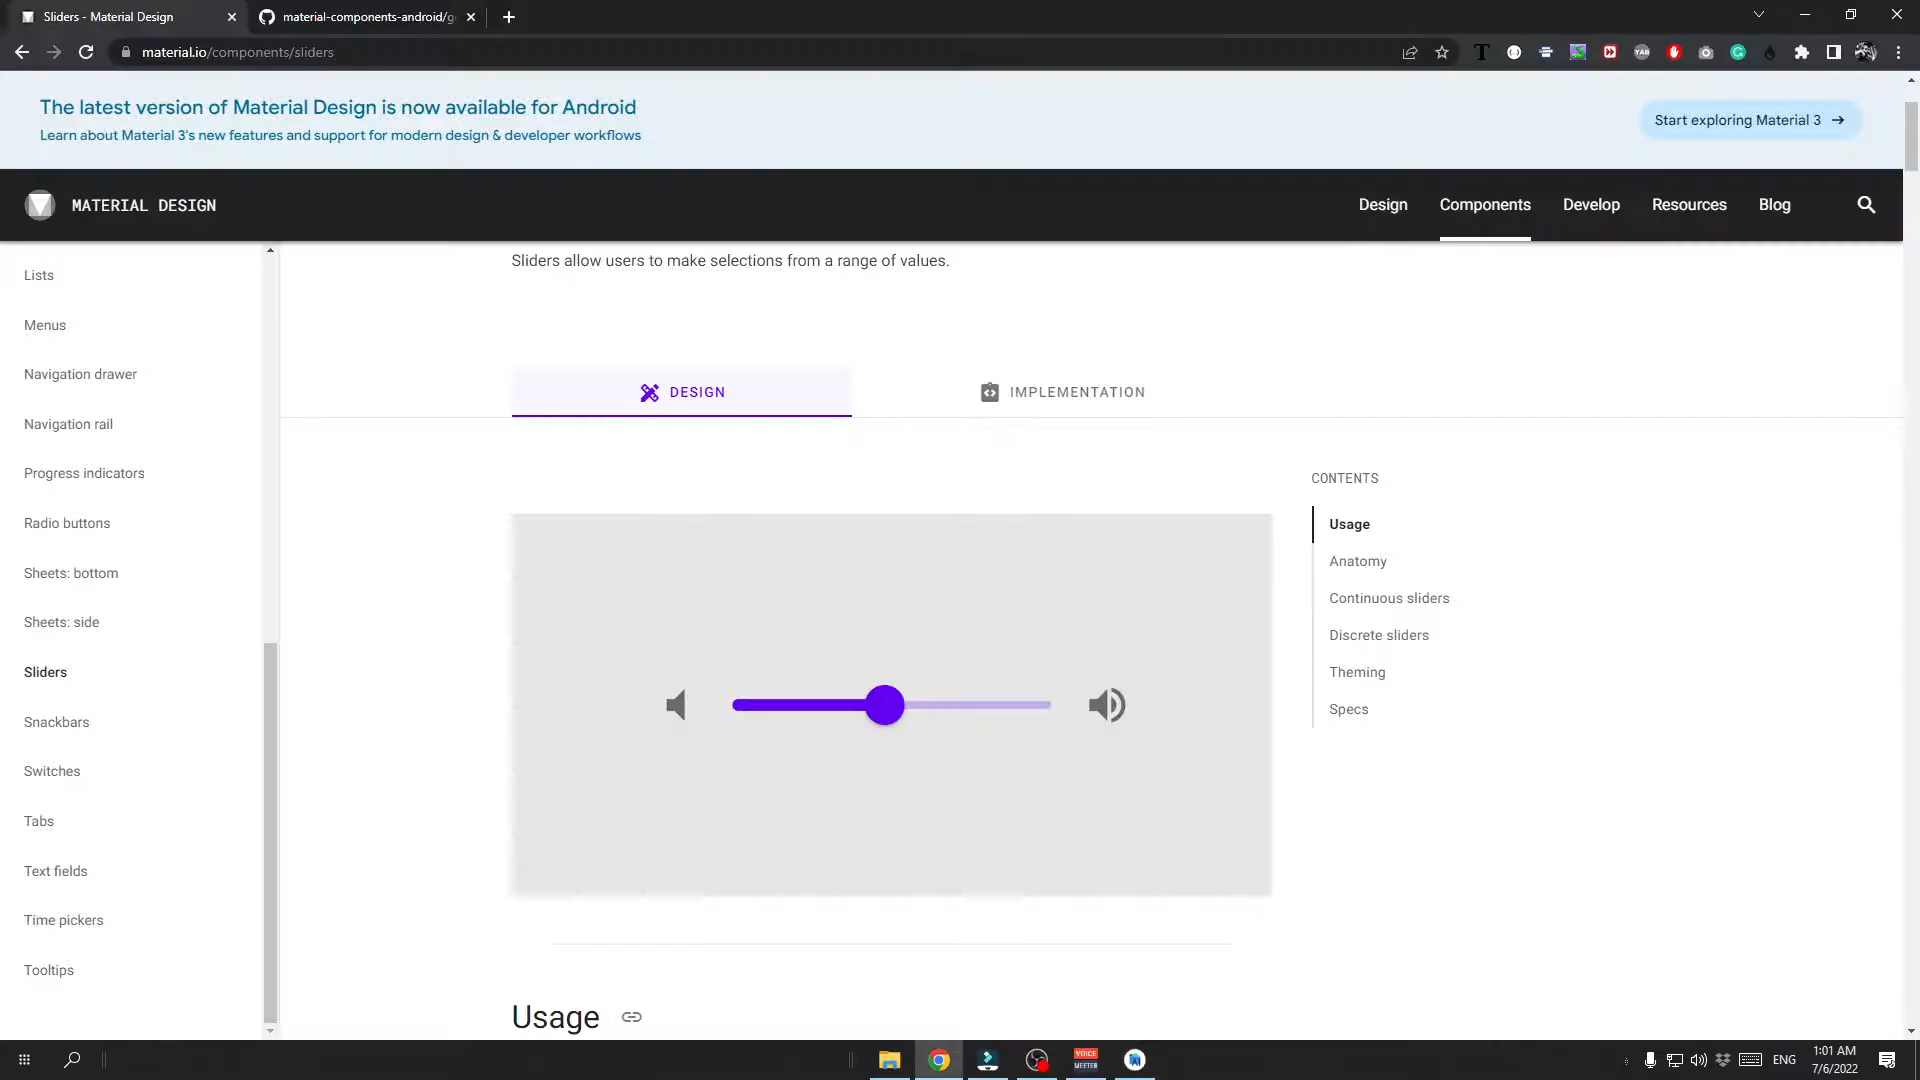 Sliders - Material Design
material-components-android/g
material.io/components/sliders
The latest version of Material Design is now available for Android
Learn about Material 3's new features and support for modern design & developer workflows
Start exploring Material 3
MATERIAL DESIGN
Design
Components
Develop
Resources
Blog
Lists
Menus
Navigation drawer
Navigation rail
Progress indicators
Radio buttons
Sheets: bottom
Sheets: side
Sliders
Snackbars
Switches
Tabs
Text fields
Time pickers
Tooltips
Sliders allow users to make selections from a range of values.
DESIGN
IMPLEMENTATION
CONTENTS
Usage
Anatomy
Continuous sliders
Discrete sliders
Theming
Specs
Usage
VOICE
MEETER
ENG
1:01 AM
7/6/2022